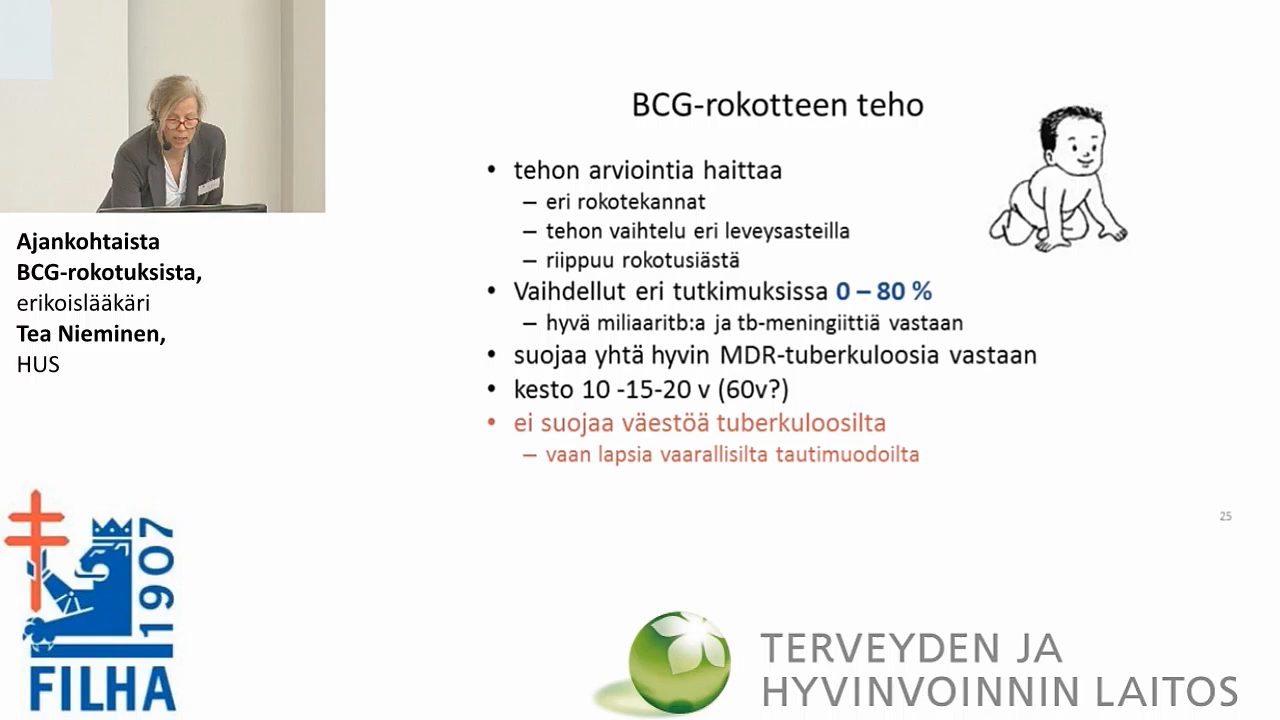 Ajankohtaista
BCG-rokotuksista,
erikoislääkäri
Tea Nieminen,
HUS
BCG-rokotteen teho
• tehon arviointia haittaa
– eri rokotekannat
– tehon vaihtelu eri leveysasteilla
– riippuu rokotusiästä
• Vaihdellut eri tutkimuksissa 0 – 80 %
– hyvä miliaaritb:a ja tb-meningiittiä vastaan
• suojaa yhtä hyvin MDR-tuberkuloosia vastaan
• kesto 10 -15-20 v (60v?)
• ei suojaa väestöä tuberkuloosilta
– vaan lapsia vaarallisilta tautimuodoilta
25
1907
FILHA
TERVEYDEN JA
HYVINVOINNIN LAITOS